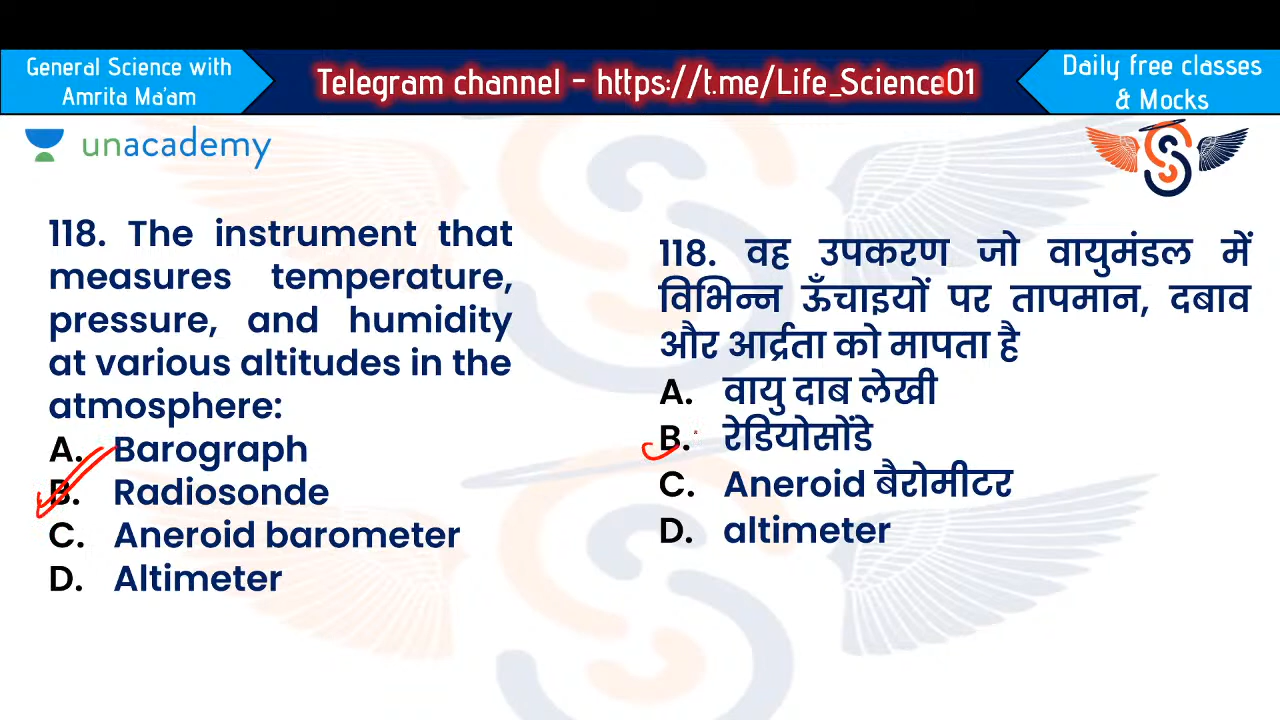 General Science with
Amrita Ma'am
Telegram channel - https://t.me/Life_Science01
Daily free classes
& Mocks
unacademy
118. The instrument that
measures temperature,
pressure, and humidity
at various altitudes in the
atmosphere:
A. Barograph
B. Radiosonde
C. Aneroid barometer
D. Altimeter
118. वह उपकरण जो वायुमंडल में
विभिन्न ऊँचाइयों पर तापमान, दबाव
और आर्द्रता को मापता है
A. वायु दाब लेखी
B. रेडियोसोंडे
C. Aneroid बैरोमीटर
D. altimeter